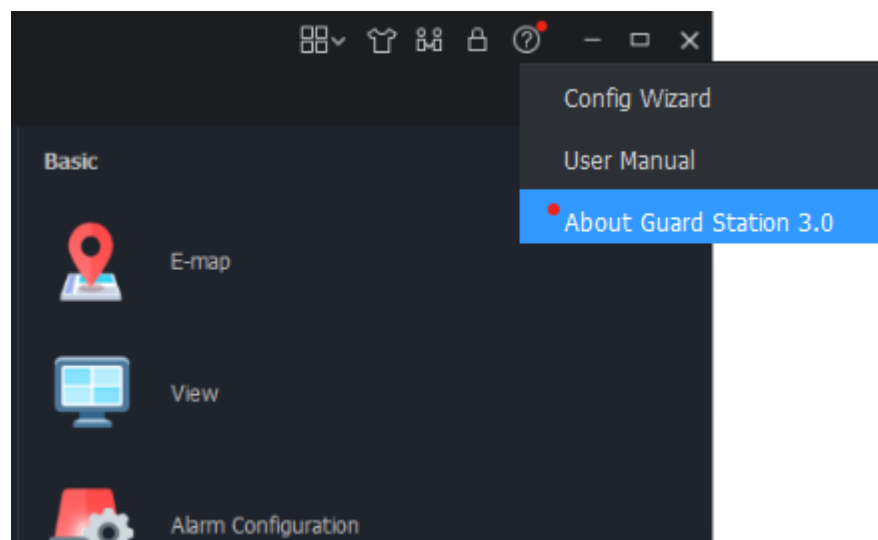 Config Wizard
Basic
User Manual
About Guard Station 3.0
E-map
View
Alarm Configuration